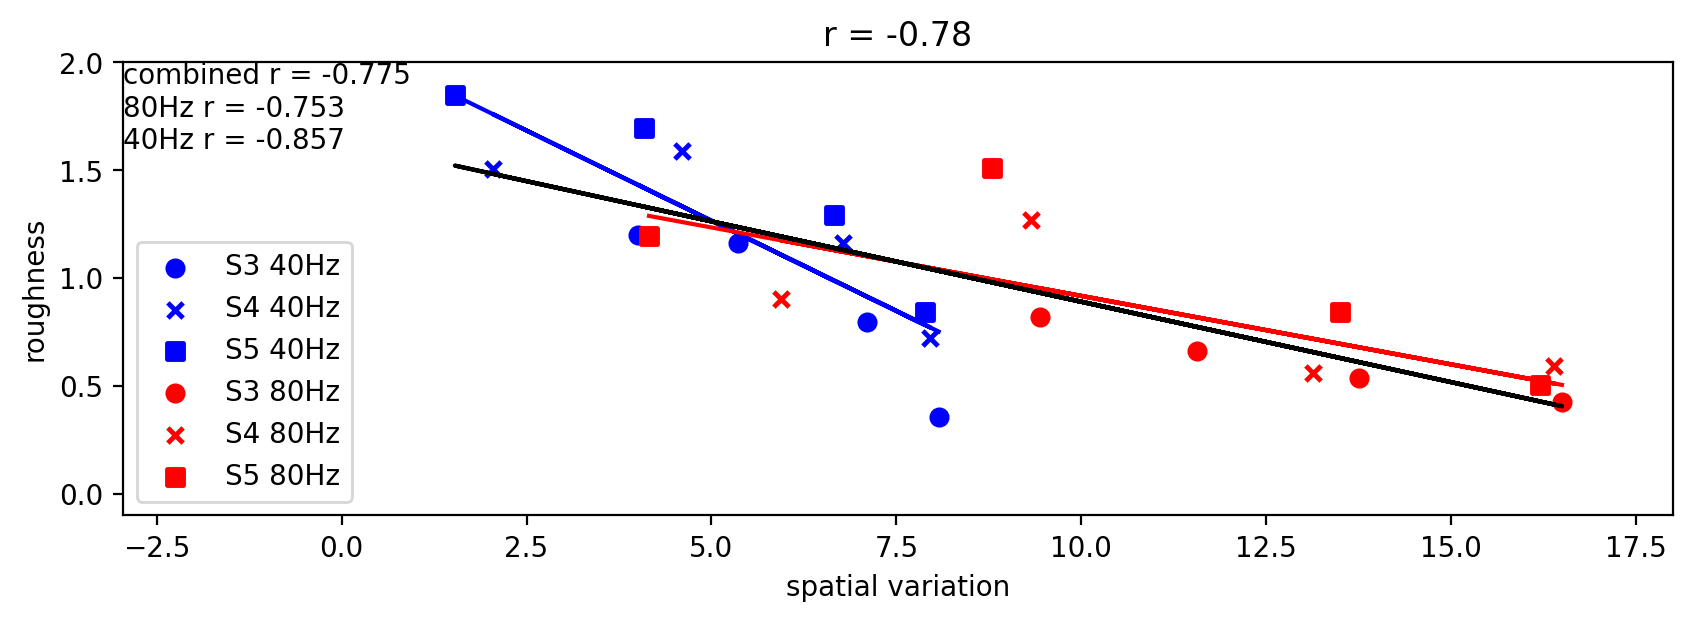 r = -0.78
combined r = -0.775
80Hz r = -0.753
40Hz r = -0.857
2.0
1.5
1.0
0.5
0.0
roughness
S3 40Hz
S4 40Hz
S5 40Hz
S3 80Hz
S4 80Hz
S5 80Hz
−2.5 0.0 2.5 5.0 7.5 10.0 12.5 15.0 17.5
spatial variation